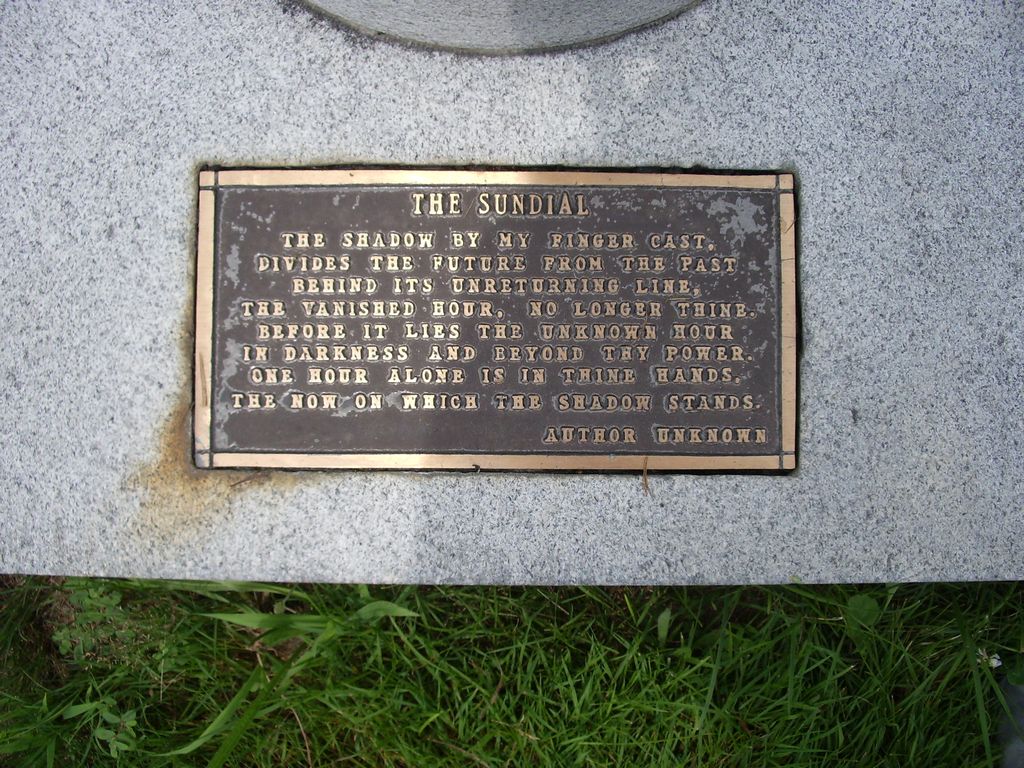 THE SUNDIAL
THE SHADOW BY MY FINGER CAST,
DIVIDES THE FUTURE FROM THE PAST
BEHIND ITS UNRETURNING LINE,
THE VANISHED HOUR, NO LONGER THINE.
BEFORE IT LIES THE UNKNOWN HOUR
IN DARKNESS AND BEYOND THY POWER.
ONE HOUR ALONE IS IN THINE HANDS,
THE NOW ON WHICH THE SHADOW STANDS.
AUTHOR UNKNOWN